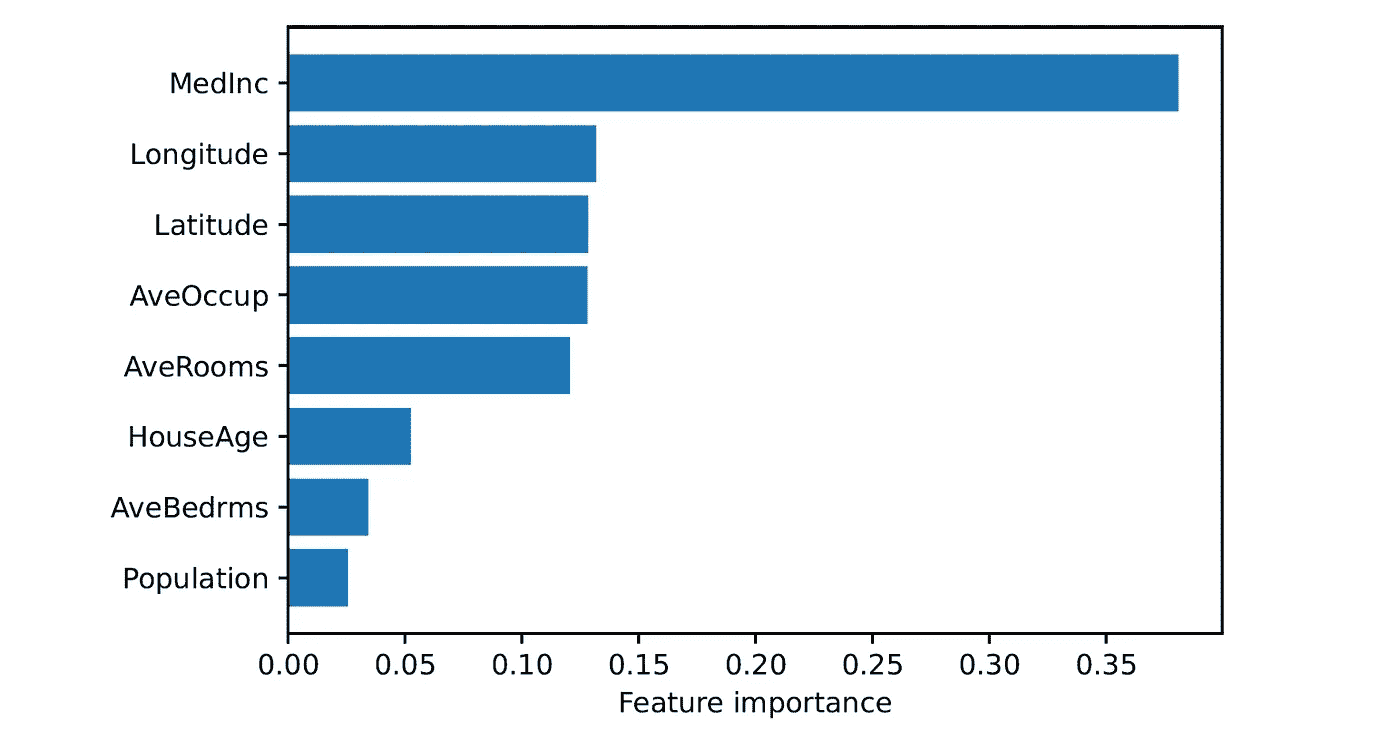 MedInc
Longitude
Latitude
AveOccup
AveRooms
HouseAge
AveBedrms
Population
0.00 0.05 0.10 0.15 0.20 0.25 0.30 0.35
Feature importance